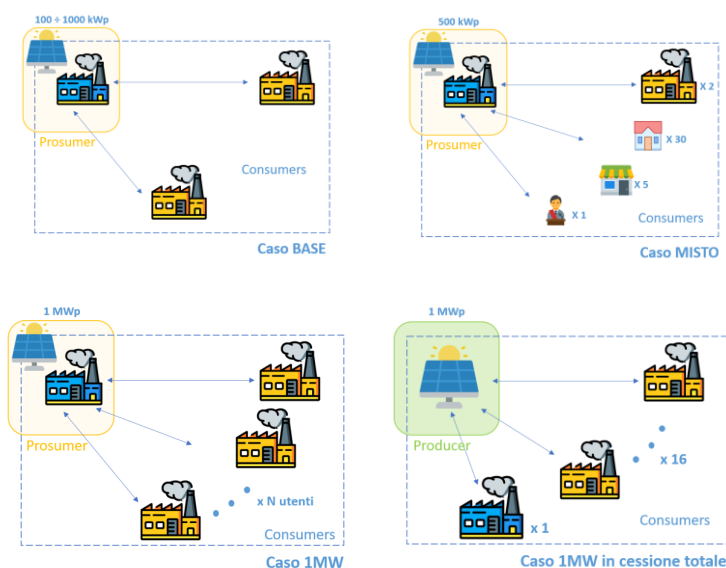 100 ÷ 1000 kWp
Prosumer
Consumers
Caso BASE
500 kWp
Prosumer
X 2
X 30
X 5
X 1
Consumers
Caso MISTO
1 MWp
Prosumer
x N utenti
Consumers
Caso 1MW
1 MWp
Producer
x 16
x 1
Consumers
Caso 1MW in cessione totale